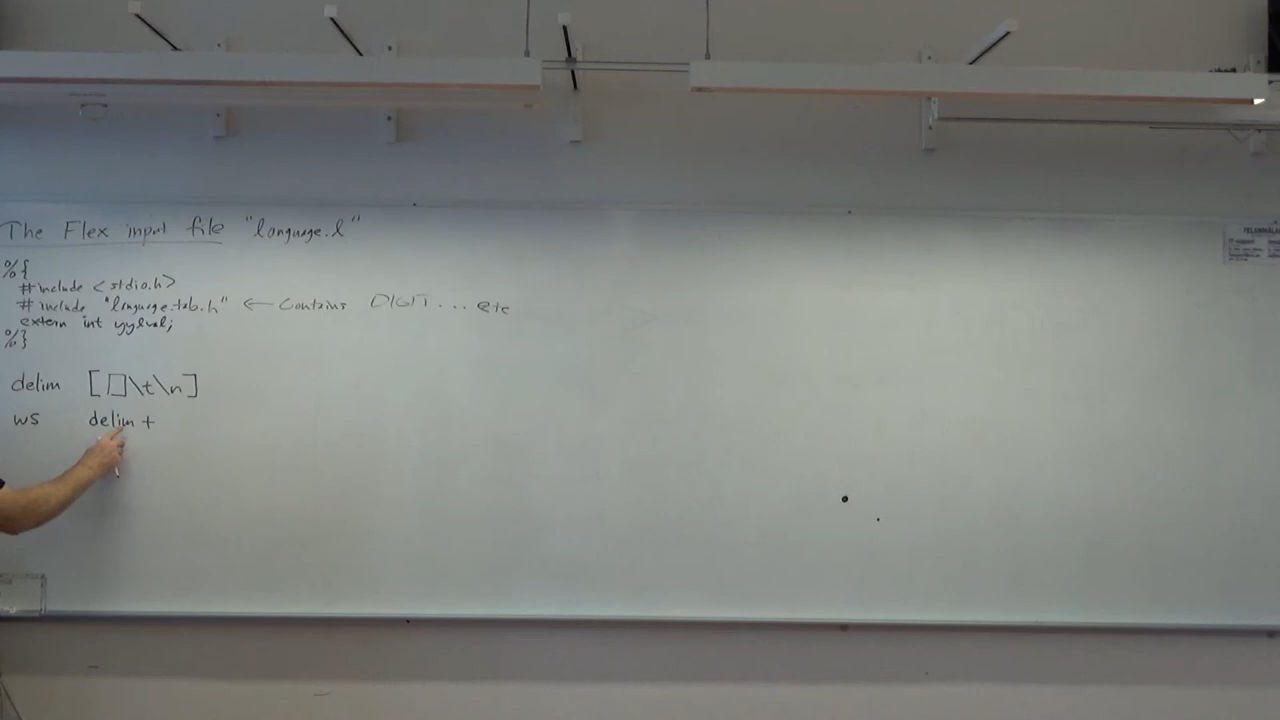 The Flex input file "language.l"
%{
#include <stdio.h>
#include "language.tab.h" ← Contains DIGIT ... etc
extern int yylval;
%}
delim [□\t\n]
ws delim +